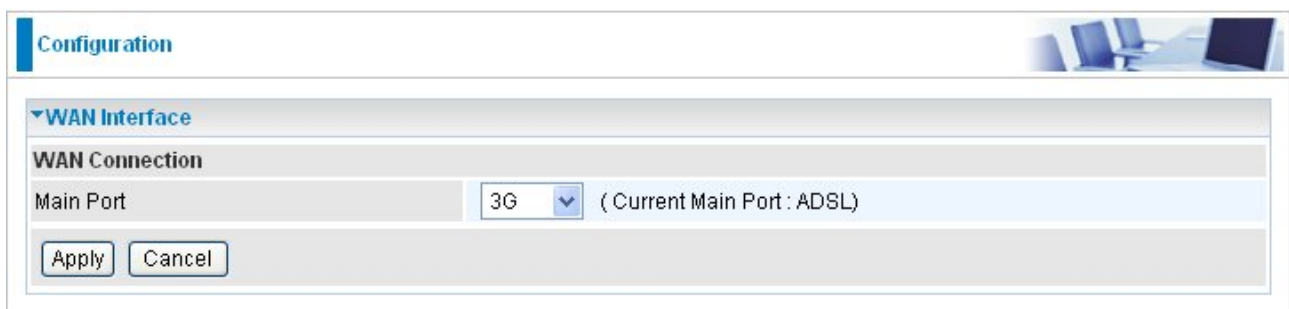 Configuration
WAN Interface
WAN Connection
Main Port 3G ( Current Main Port : ADSL)
Apply Cancel